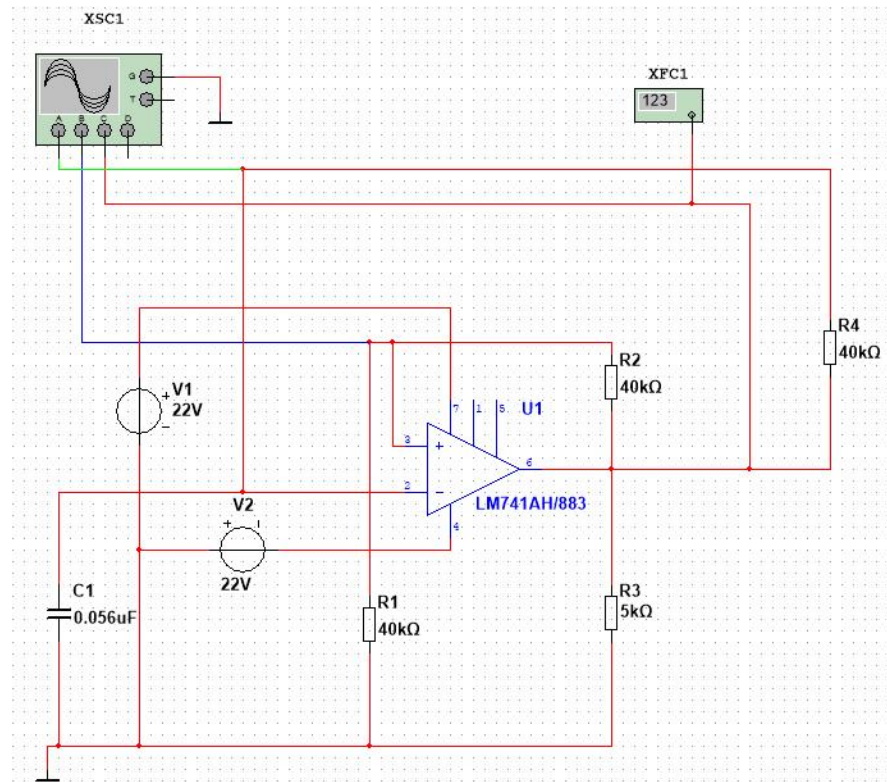 XSC1
G
T
A B C D
XFC1
123
V1
22V
R2
40kΩ
R4
40kΩ
7 1 5
U1
3
+
6
2
-
4
LM741AH/883
V2
22V
C1
0.056uF
R1
40kΩ
R3
5kΩ